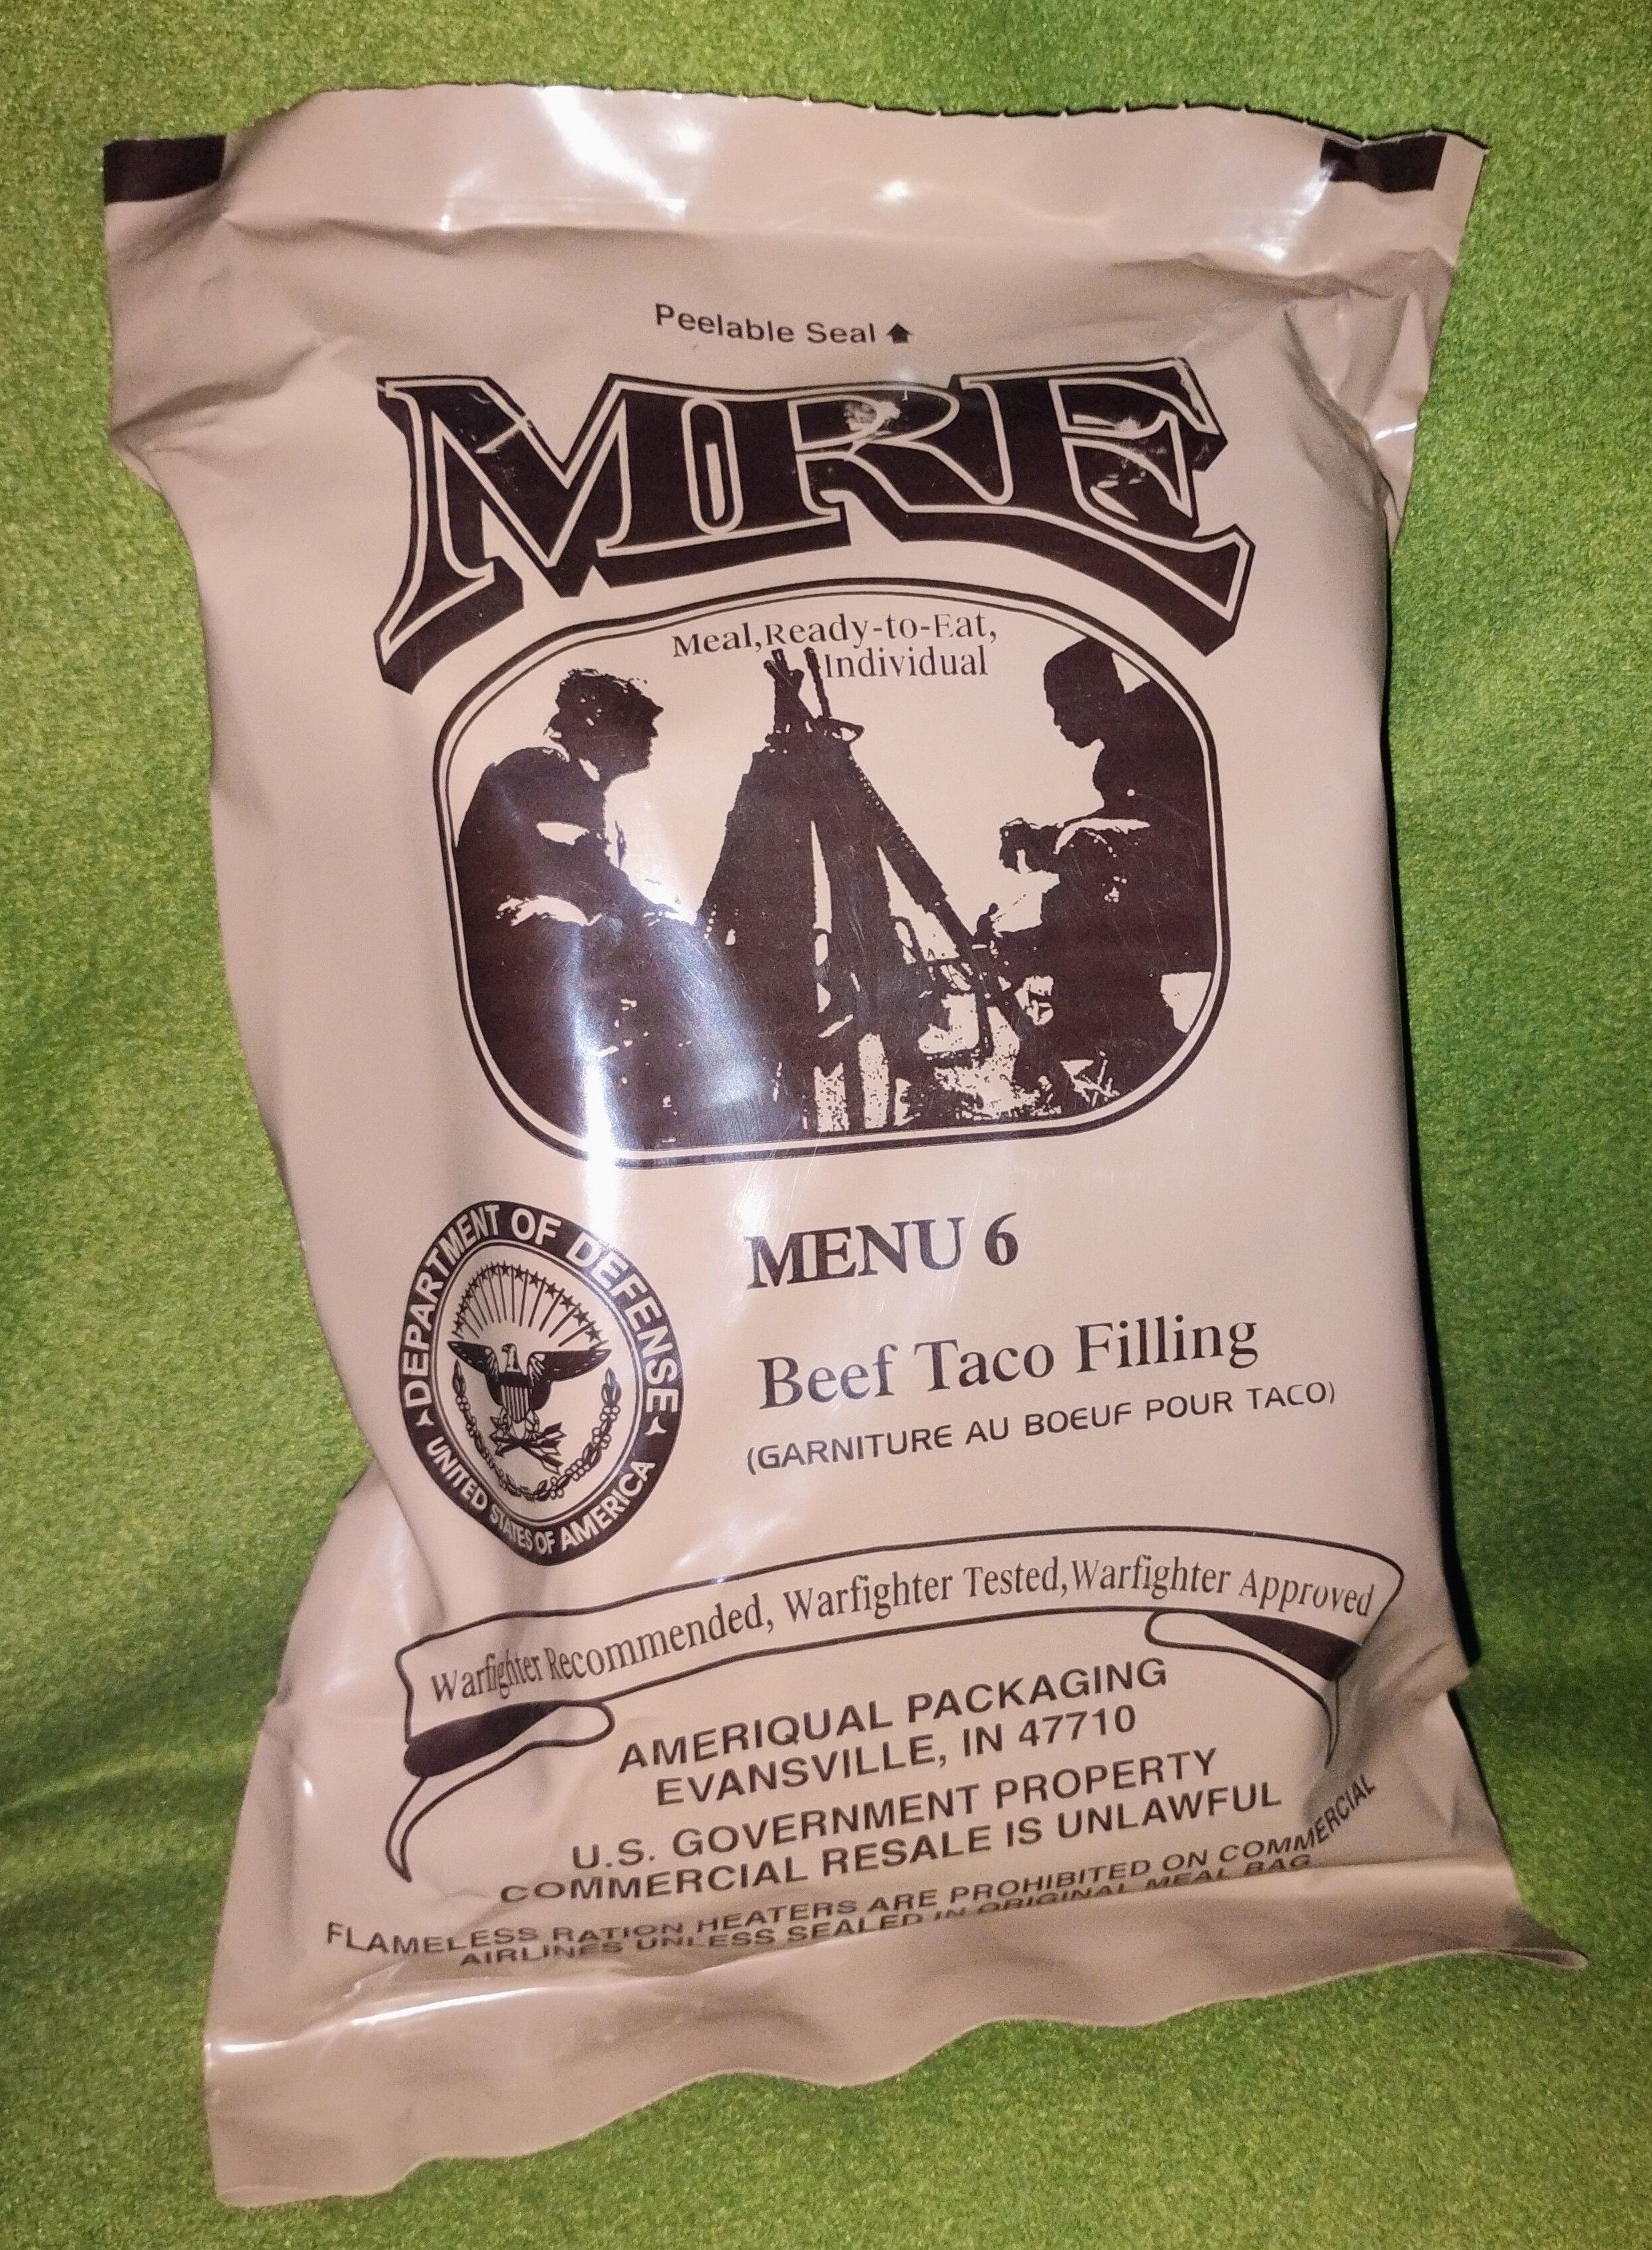 Peelable Seal
MRE
Meal, Ready-to-Eat,
Individual
DEPARTMENT OF DEFENSE
UNITED STATES OF AMERICA
MENU 6
Beef Taco Filling
(GARNITURE AU BOEUF POUR TACO)
Warfighter Recommended, Warfighter Tested, Warfighter Approved
AMERIQUAL PACKAGING
EVANSVILLE, IN 47710
U.S. GOVERNMENT PROPERTY
COMMERCIAL RESALE IS UNLAWFUL
FLAMELESS RATION HEATERS ARE PROHIBITED ON COMMERCIAL
AIRLINES UNLESS SEALED IN ORIGINAL MEAL BAG